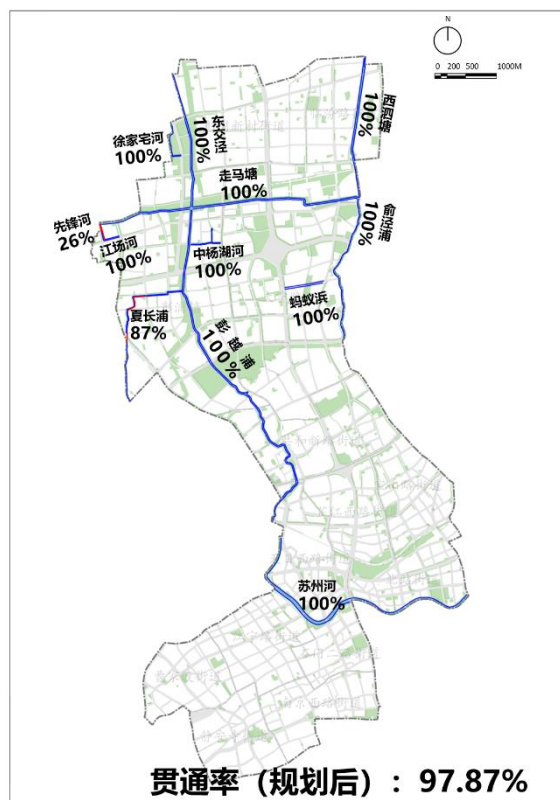 N
0 200 500 1000M
西泗塘
100%
东茭泾
100%
徐家宅河
100%
走马塘
100%
俞泾浦
100%
先锋河
26%
江场河
100%
中杨湖河
100%
蚂蚁浜
100%
夏长浦
87%
彭越浦
100%
苏州河
100%
贯通率（规划后）：97.87%